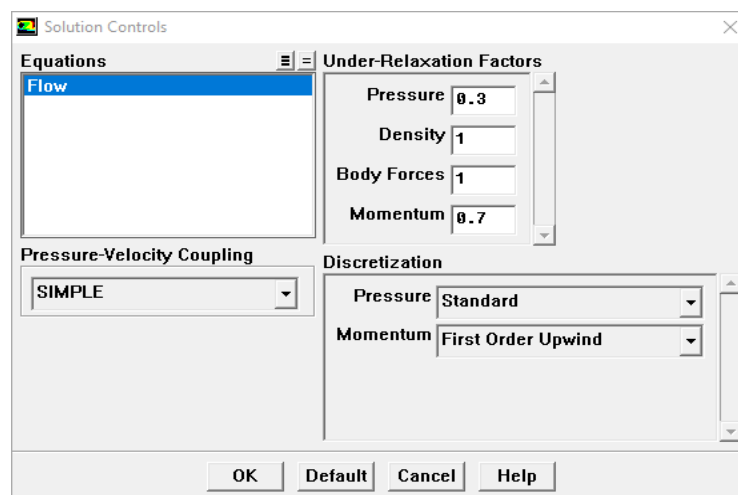 Solution Controls
Equations
Flow
Pressure-Velocity Coupling
SIMPLE
Under-Relaxation Factors
Pressure 0.3
Density 1
Body Forces 1
Momentum 0.7
Discretization
Pressure Standard
Momentum First Order Upwind
OK Default Cancel Help